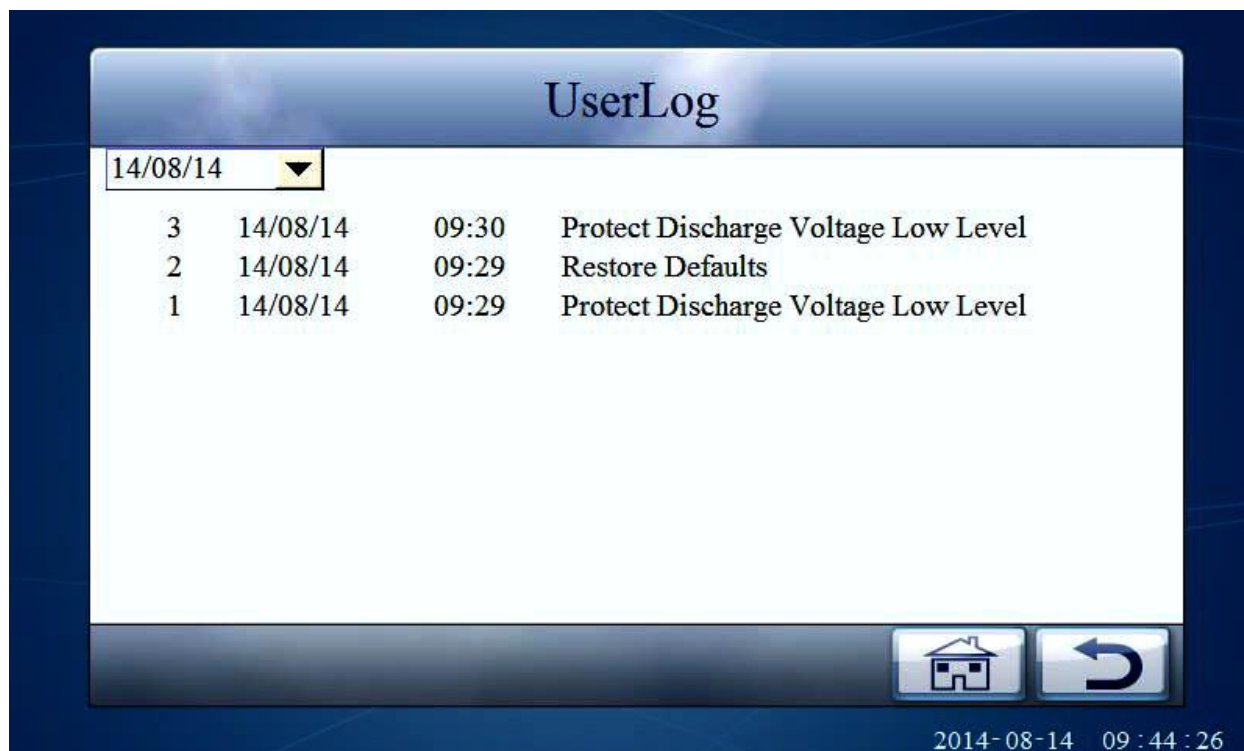 UserLog
14/08/14
3 14/08/14 09:30 Protect Discharge Voltage Low Level
2 14/08/14 09:29 Restore Defaults
1 14/08/14 09:29 Protect Discharge Voltage Low Level
2014-08-14 09:44:26